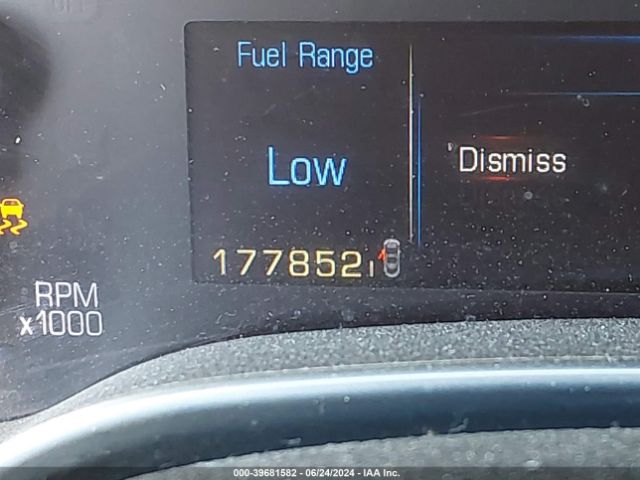 Fuel Range
Low
Dismiss
177852
RPM
x1000
000-39681582 - 06/24/2024 - IAA Inc.